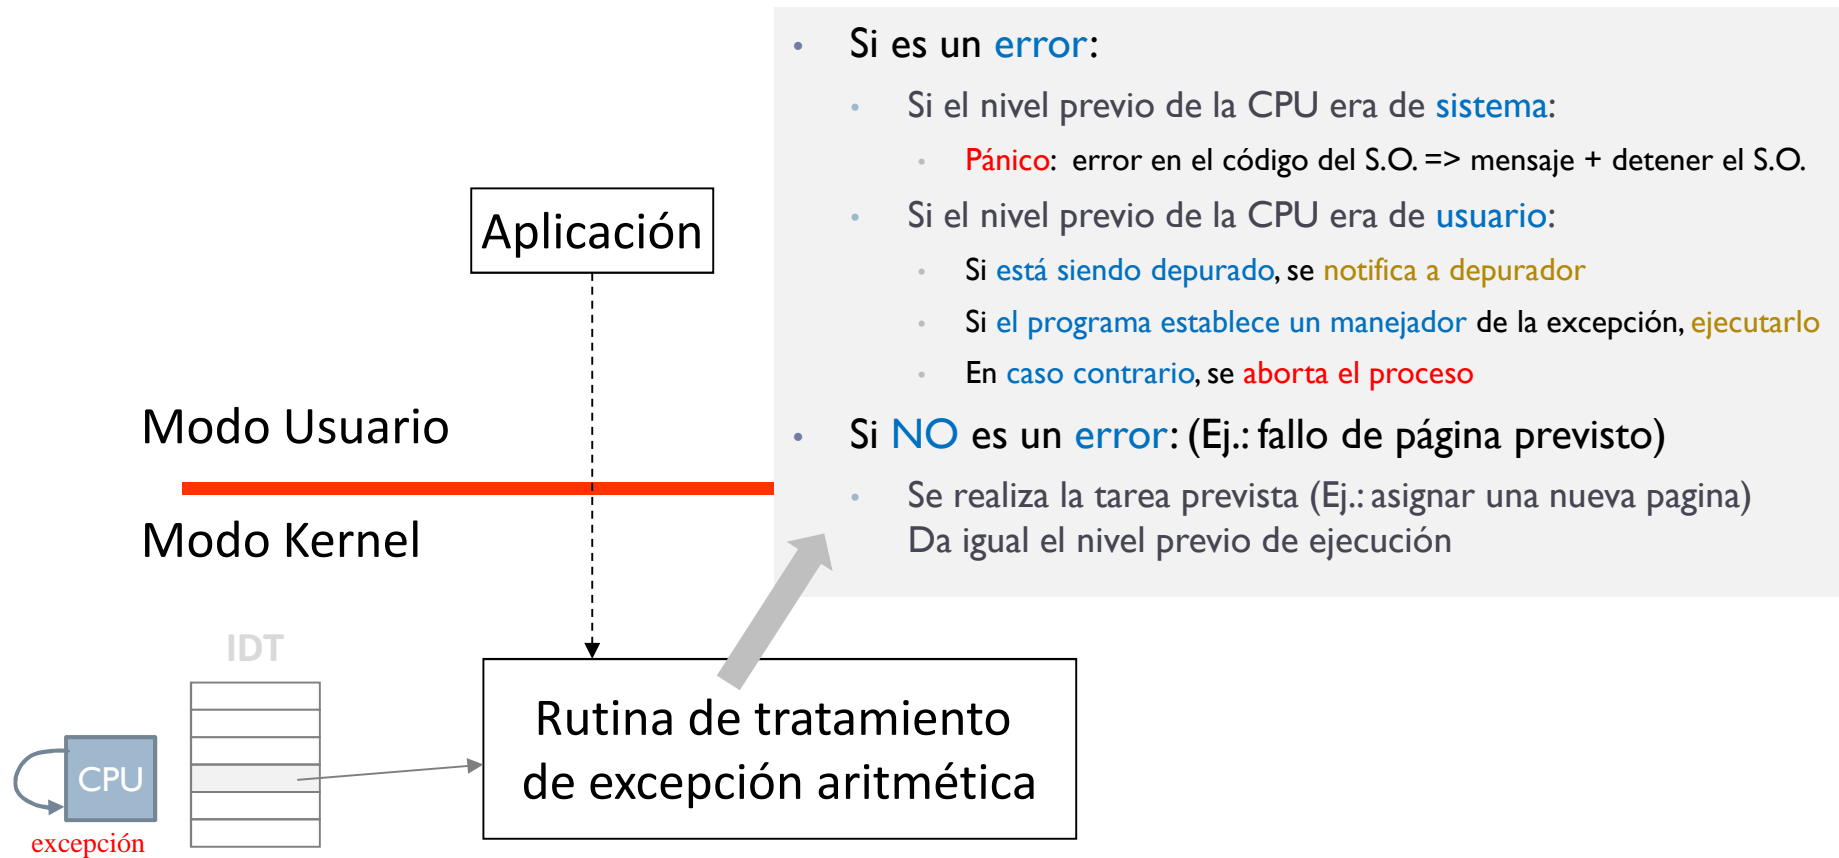 Si es un error:
Si el nivel previo de la CPU era de sistema:
Pánico: error en el código del S.O. => mensaje + detener el S.O.
Si el nivel previo de la CPU era de usuario:
Si está siendo depurado, se notifica a depurador
Si el programa establece un manejador de la excepción, ejecutarlo
En caso contrario, se aborta el proceso
Si NO es un error: (Ej.: fallo de página previsto)
Se realiza la tarea prevista (Ej.: asignar una nueva pagina)
Da igual el nivel previo de ejecución
Aplicación
Modo Usuario
Modo Kernel
IDT
Rutina de tratamiento
de excepción aritmética
CPU
excepción